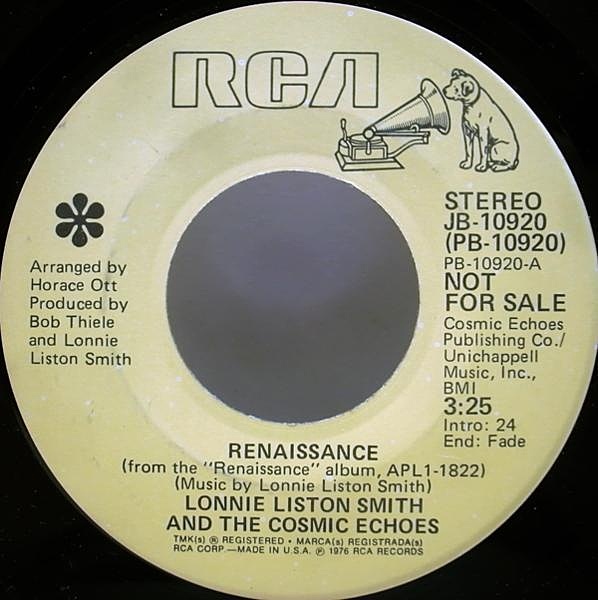 RCA
STEREO
JB-10920
(PB-10920)
PB-10920-A
NOT
FOR SALE
Cosmic Echoes
Publishing Co./
Unichappell
Music, Inc.,
BMI
3:25
Intro: 24
End: Fade
Arranged by
Horace Ott
Produced by
Bob Thiele
and Lonnie
Liston Smith
RENAISSANCE
(from the "Renaissance" album, APL1-1822)
(Music by Lonnie Liston Smith)
LONNIE LISTON SMITH
AND THE COSMIC ECHOES
TMK(s) ® REGISTERED • MARCA(s) REGISTRADA(s)
RCA CORP.—MADE IN U.S.A. ℗ 1976 RCA RECORDS